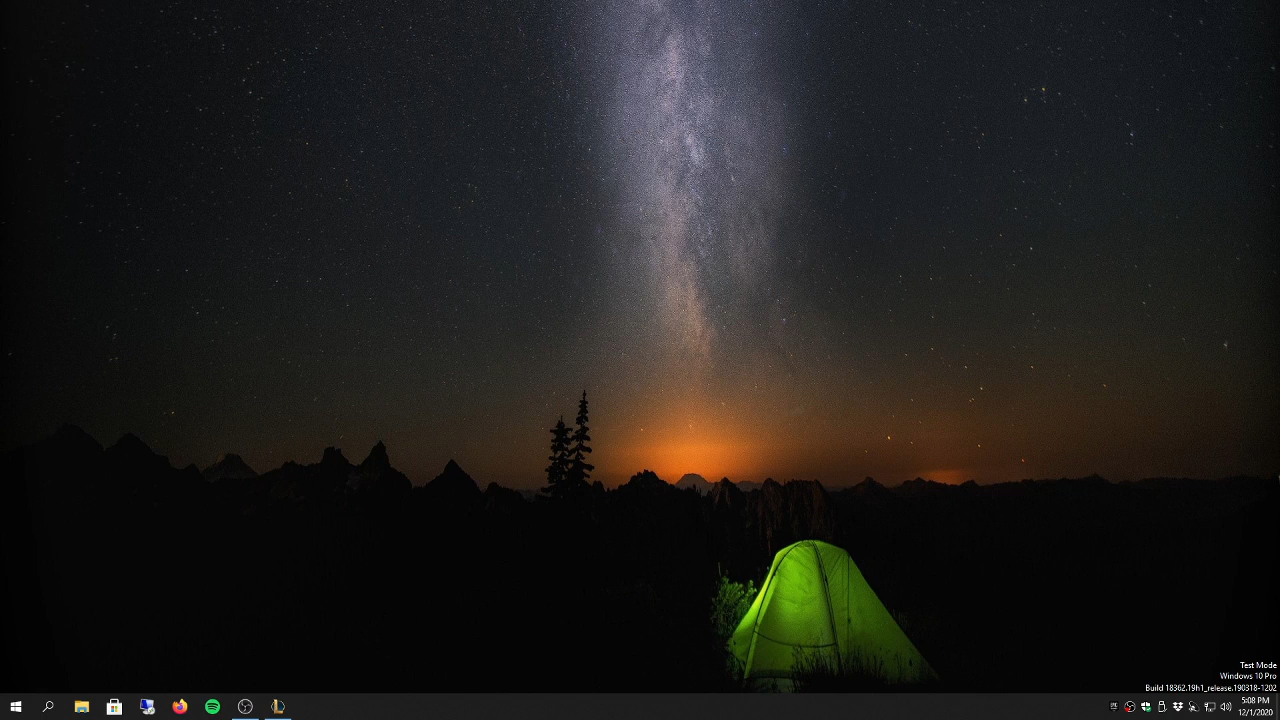 Test Mode
Windows 10 Pro
Build 18362.19h1_release.190318-1202
5:08 PM
12/1/2020